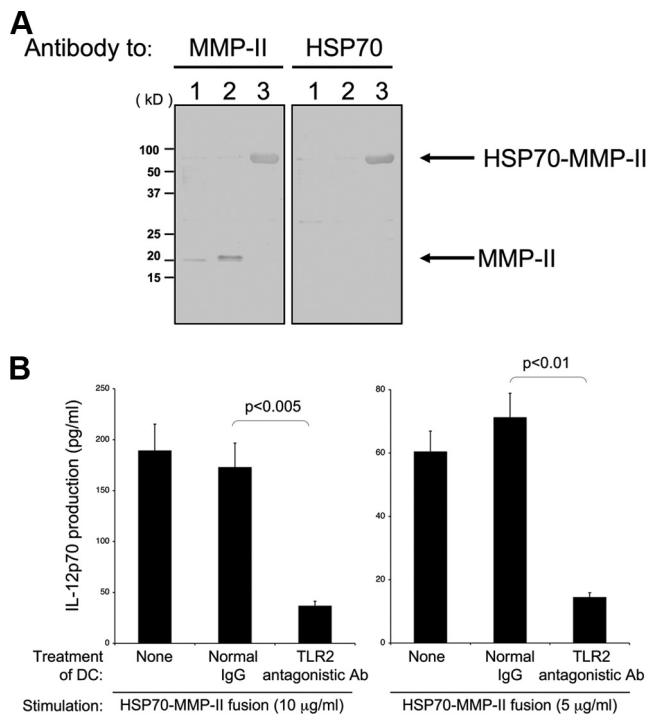 A
Antibody to: MMP-II HSP70
1 2 3 1 2 3
( kD )
100
50
37
25
20
15
HSP70-MMP-II
MMP-II
B
IL-12p70 production (pg/ml)
250
200
150
100
50
0
p<0.005
80
60
40
20
0
p<0.01
Treatment of DC: None Normal IgG TLR2 antagonistic Ab None Normal IgG TLR2 antagonistic Ab
Stimulation: HSP70-MMP-II fusion (10 μg/ml) HSP70-MMP-II fusion (5 μg/ml)